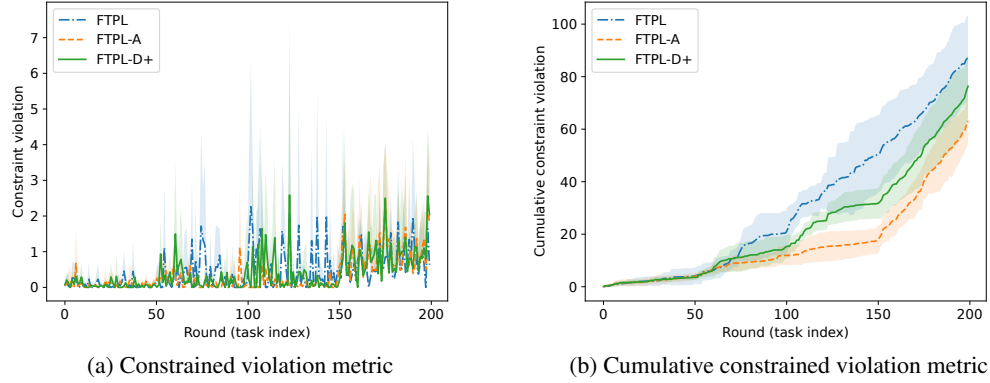 FTPL
FTPL-A
FTPL-D+
Constraint violation
7
6
5
4
3
2
1
0
0 50 100 150 200
Round (task index)
(a) Constrained violation metric
FTPL
FTPL-A
FTPL-D+
Cumulative constraint violation
100
80
60
40
20
0
0 50 100 150 200
Round (task index)
(b) Cumulative constrained violation metric